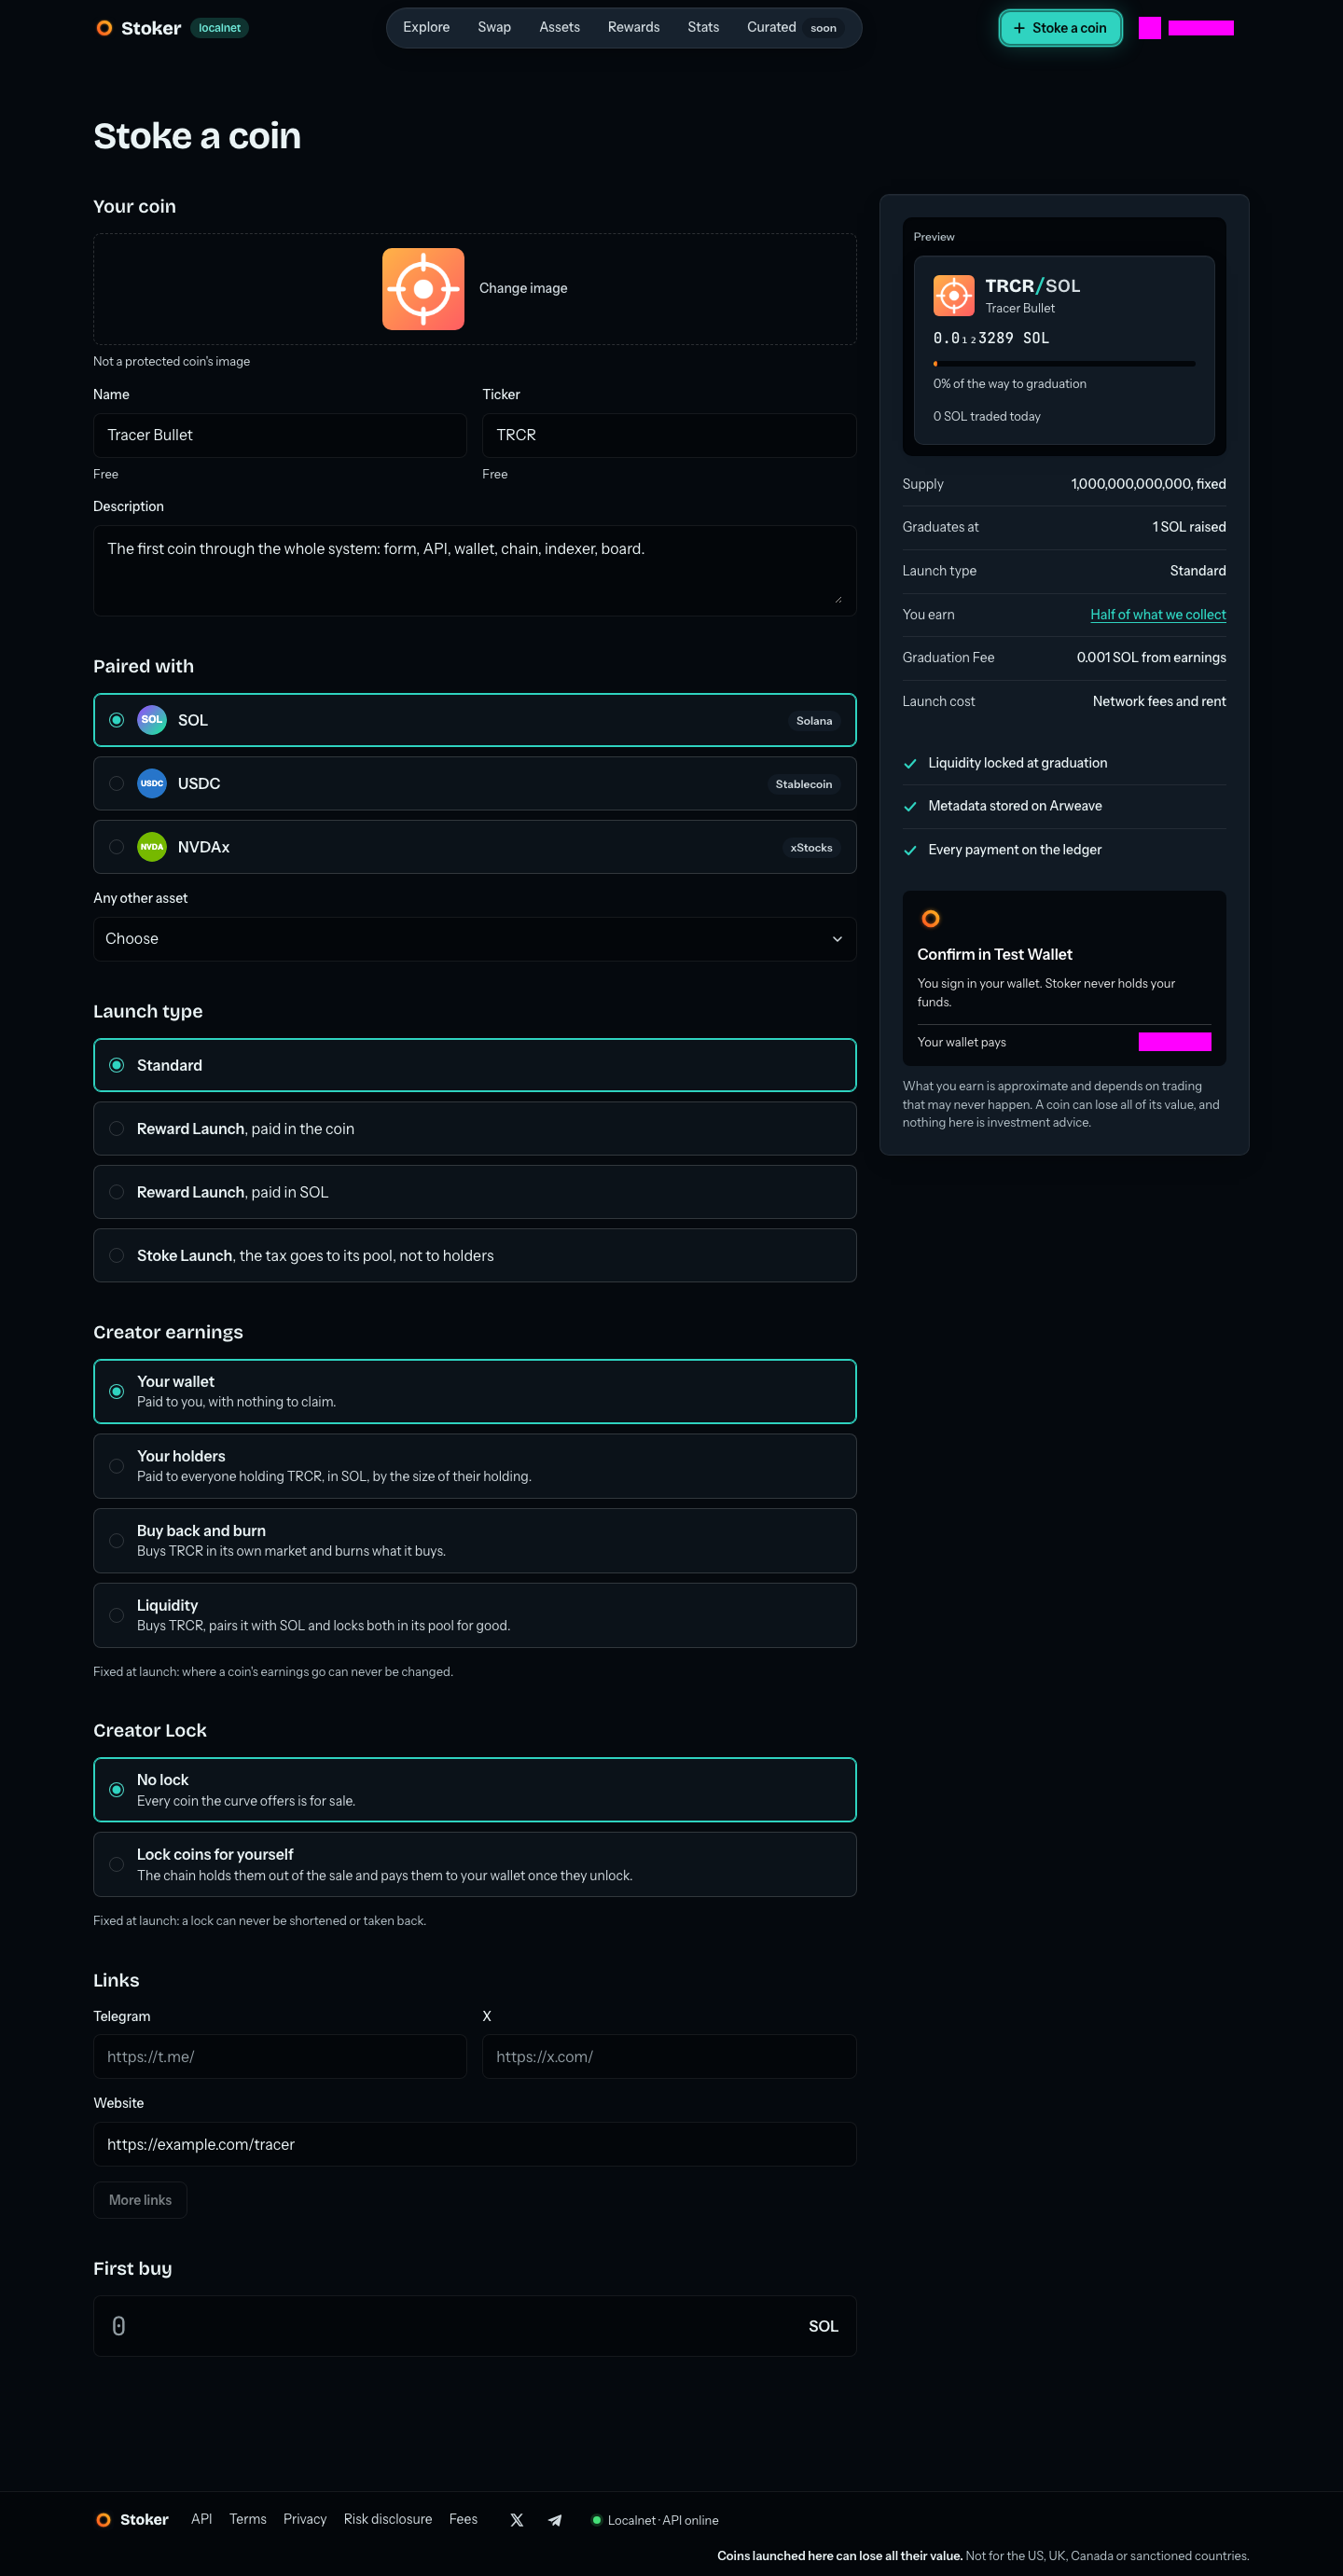 Stoker localnet Explore Swap Assets Rewards Stats Curated soon + Stoke a coin
Stoke a coin
Your coin
Change image
Not a protected coin's image
Name Ticker
Tracer Bullet TRCR
Free Free
Description
The first coin through the whole system: form, API, wallet, chain, indexer, board.
Paired with
SOL SOL Solana
USDC USDC Stablecoin
NVDA NVDAx xStocks
Any other asset
Choose
Launch type
Standard
Reward Launch, paid in the coin
Reward Launch, paid in SOL
Stoke Launch, the tax goes to its pool, not to holders
Creator earnings
Your wallet
Paid to you, with nothing to claim.
Your holders
Paid to everyone holding TRCR, in SOL, by the size of their holding.
Buy back and burn
Buys TRCR in its own market and burns what it buys.
Liquidity
Buys TRCR, pairs it with SOL and locks both in its pool for good.
Fixed at launch: where a coin's earnings go can never be changed.
Creator Lock
No lock
Every coin the curve offers is for sale.
Lock coins for yourself
The chain holds them out of the sale and pays them to your wallet once they unlock.
Fixed at launch: a lock can never be shortened or taken back.
Links
Telegram X
https://t.me/ https://x.com/
Website
https://example.com/tracer
More links
First buy
0 SOL
Preview
TRCR/SOL
Tracer Bullet
0.0₁₂3289 SOL
0% of the way to graduation
0 SOL traded today
Supply 1,000,000,000,000, fixed
Graduates at 1 SOL raised
Launch type Standard
You earn Half of what we collect
Graduation Fee 0.001 SOL from earnings
Launch cost Network fees and rent
Liquidity locked at graduation
Metadata stored on Arweave
Every payment on the ledger
Confirm in Test Wallet
You sign in your wallet. Stoker never holds your
funds.
Your wallet pays
What you earn is approximate and depends on trading
that may never happen. A coin can lose all of its value, and
nothing here is investment advice.
Stoker API Terms Privacy Risk disclosure Fees Localnet · API online
Coins launched here can lose all their value. Not for the US, UK, Canada or sanctioned countries.